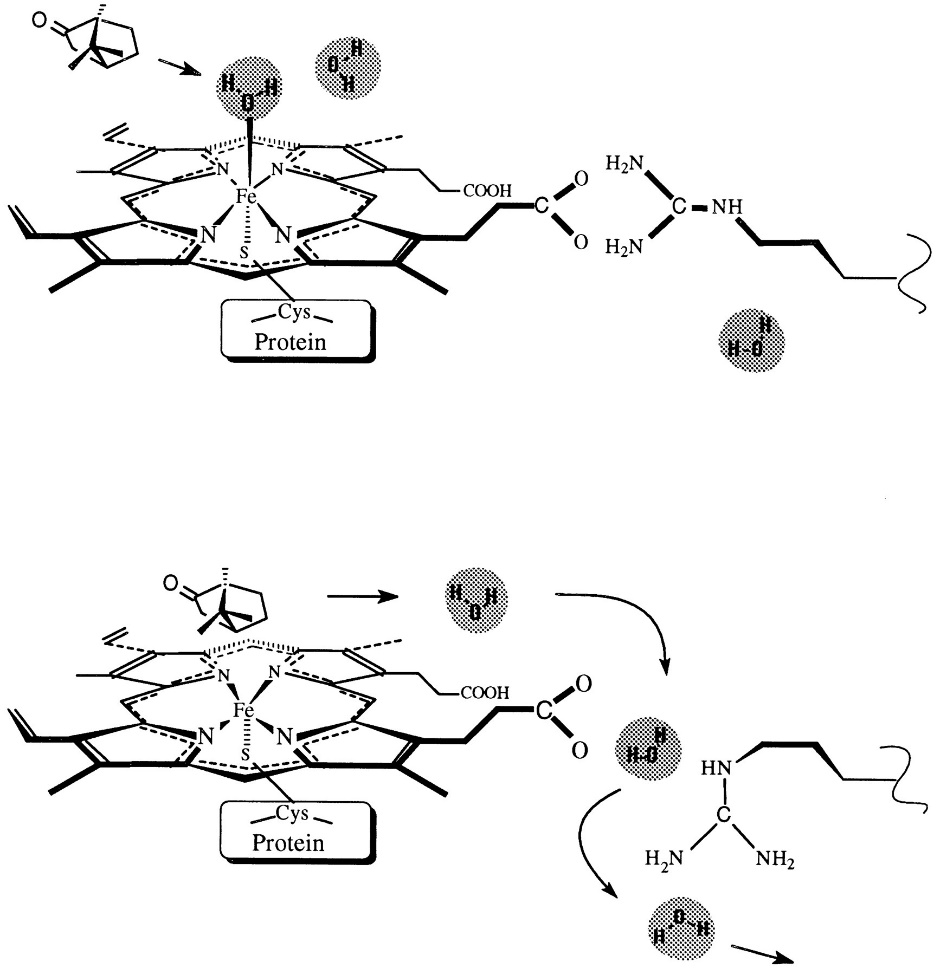 O
H H
O
O H
H
N N
Fe
COOH
O
H₂N
C
C NH
N N
S
O
H₂N
Cys
Protein
H
H-O
O
H H
O
N N
COOH
O
Fe
C
N N
S
O
H
H-O
HN
Cys
Protein
C
H₂N NH₂
O
H H